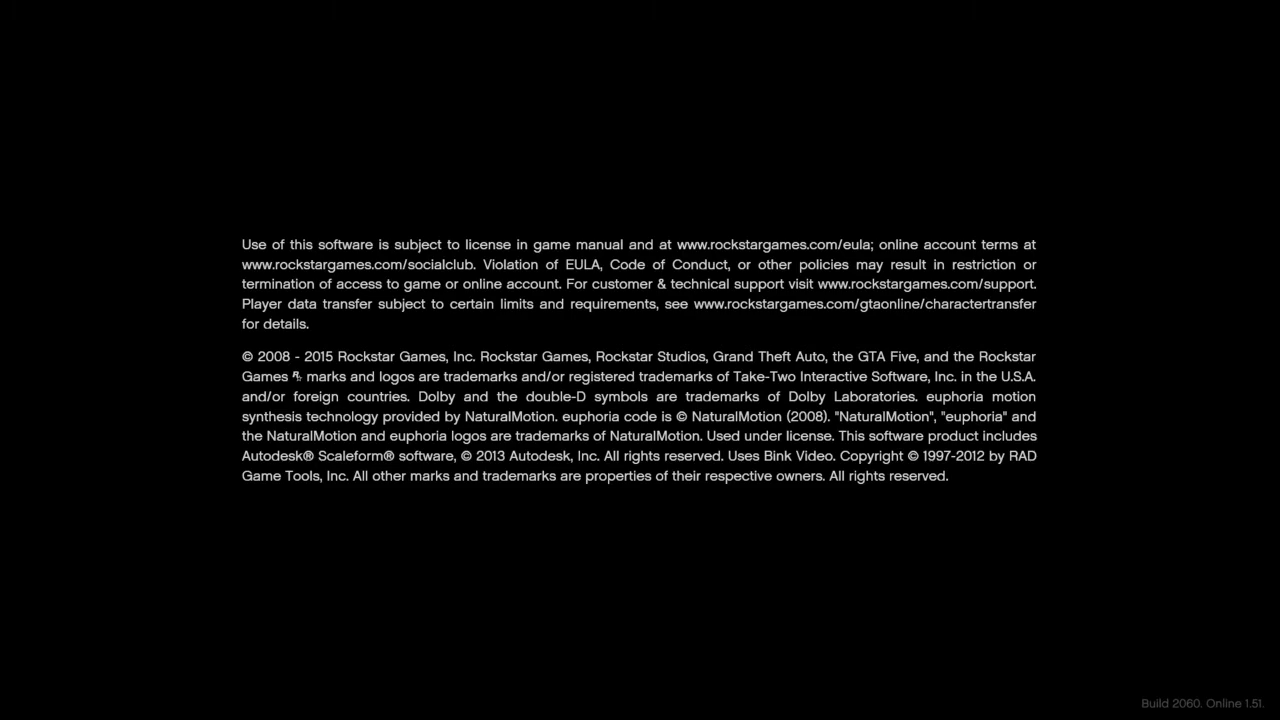 Use of this software is subject to license in game manual and at www.rockstargames.com/eula; online account terms at
www.rockstargames.com/socialclub. Violation of EULA, Code of Conduct, or other policies may result in restriction or
termination of access to game or online account. For customer & technical support visit www.rockstargames.com/support.
Player data transfer subject to certain limits and requirements, see www.rockstargames.com/gtaonline/charactertransfer
for details.
© 2008 - 2015 Rockstar Games, Inc. Rockstar Games, Rockstar Studios, Grand Theft Auto, the GTA Five, and the Rockstar
Games R* marks and logos are trademarks and/or registered trademarks of Take-Two Interactive Software, Inc. in the U.S.A.
and/or foreign countries. Dolby and the double-D symbols are trademarks of Dolby Laboratories. euphoria motion
synthesis technology provided by NaturalMotion. euphoria code is © NaturalMotion (2008). "NaturalMotion", "euphoria" and
the NaturalMotion and euphoria logos are trademarks of NaturalMotion. Used under license. This software product includes
Autodesk® Scaleform® software, © 2013 Autodesk, Inc. All rights reserved. Uses Bink Video. Copyright © 1997-2012 by RAD
Game Tools, Inc. All other marks and trademarks are properties of their respective owners. All rights reserved.
Build 2060. Online 1.51.